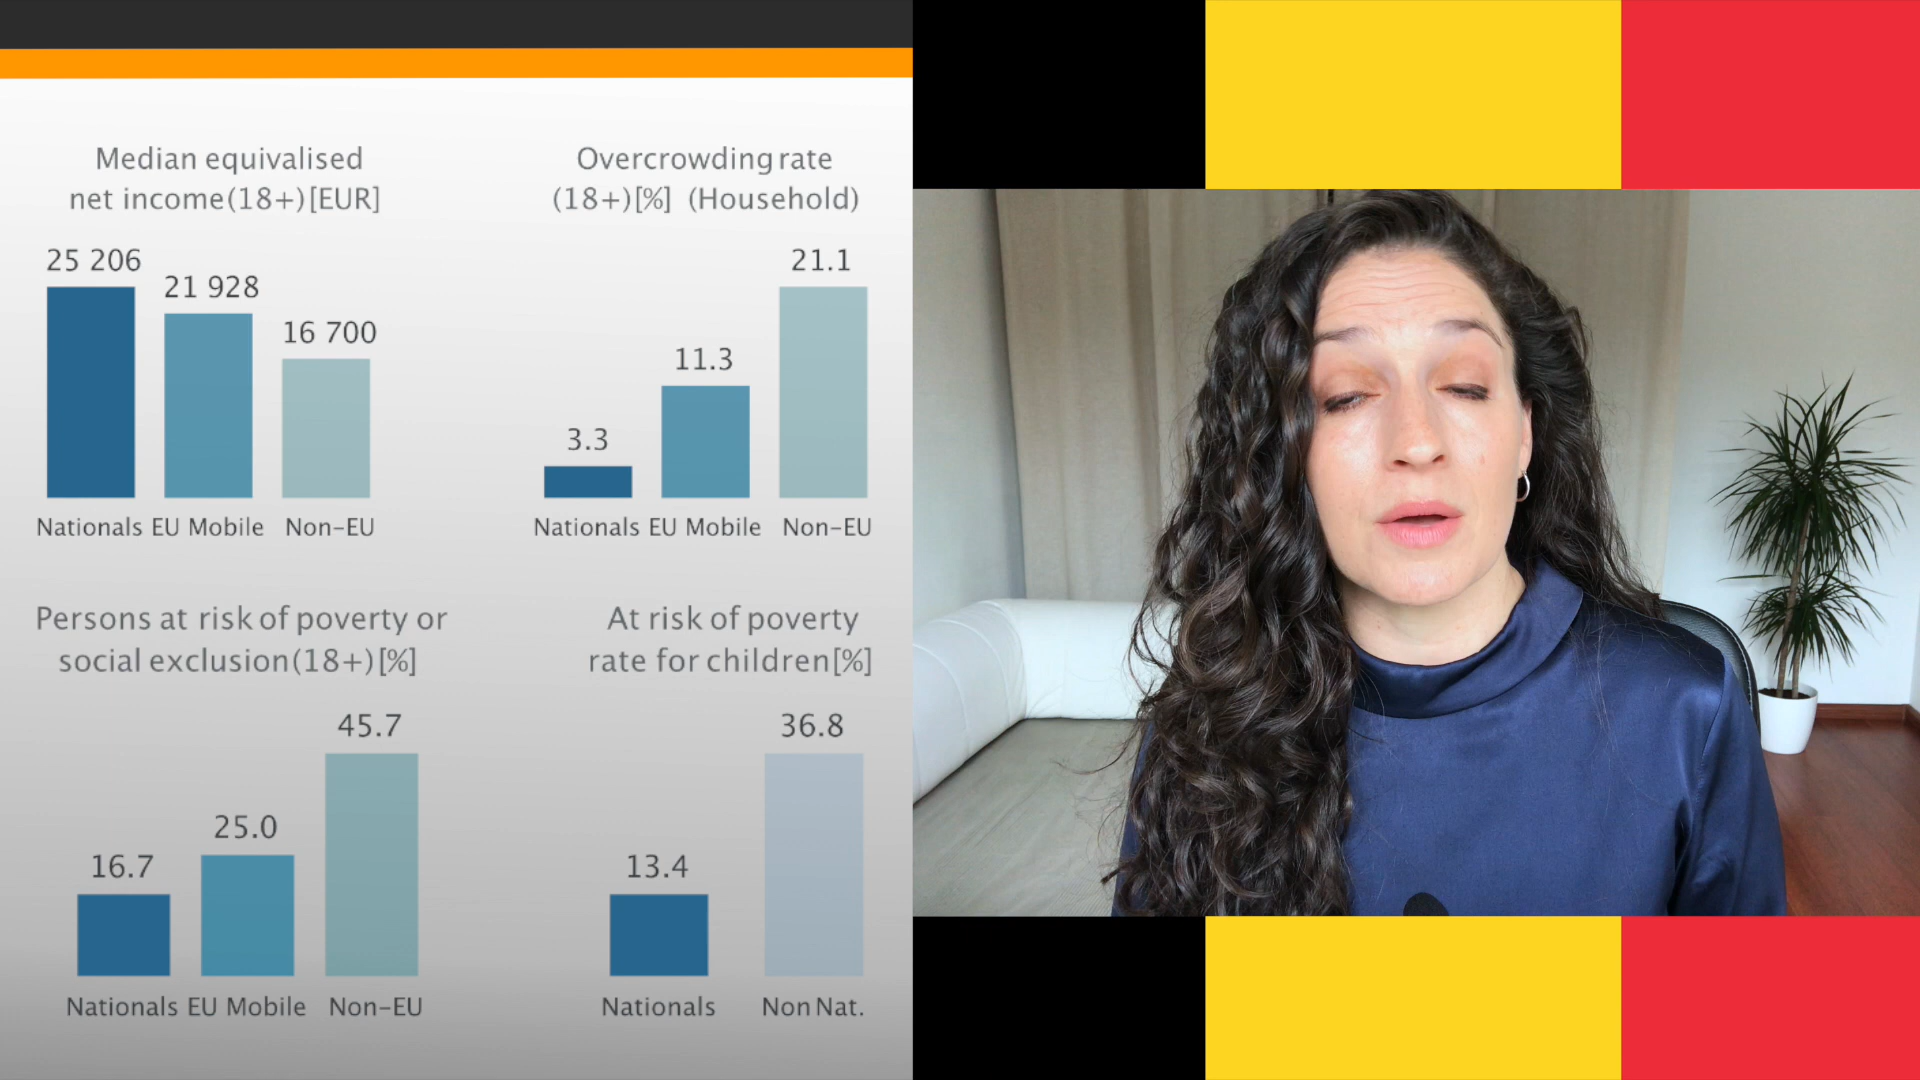 Median equivalised
net income(18+)[EUR]
25 206
21 928
16 700
Nationals EU Mobile Non-EU
Overcrowding rate
(18+)[%] (Household)
21.1
11.3
3.3
Nationals EU Mobile Non-EU
Persons at risk of poverty or
social exclusion(18+)[%]
45.7
25.0
16.7
Nationals EU Mobile Non-EU
At risk of poverty
rate for children[%]
36.8
13.4
Nationals Non Nat.